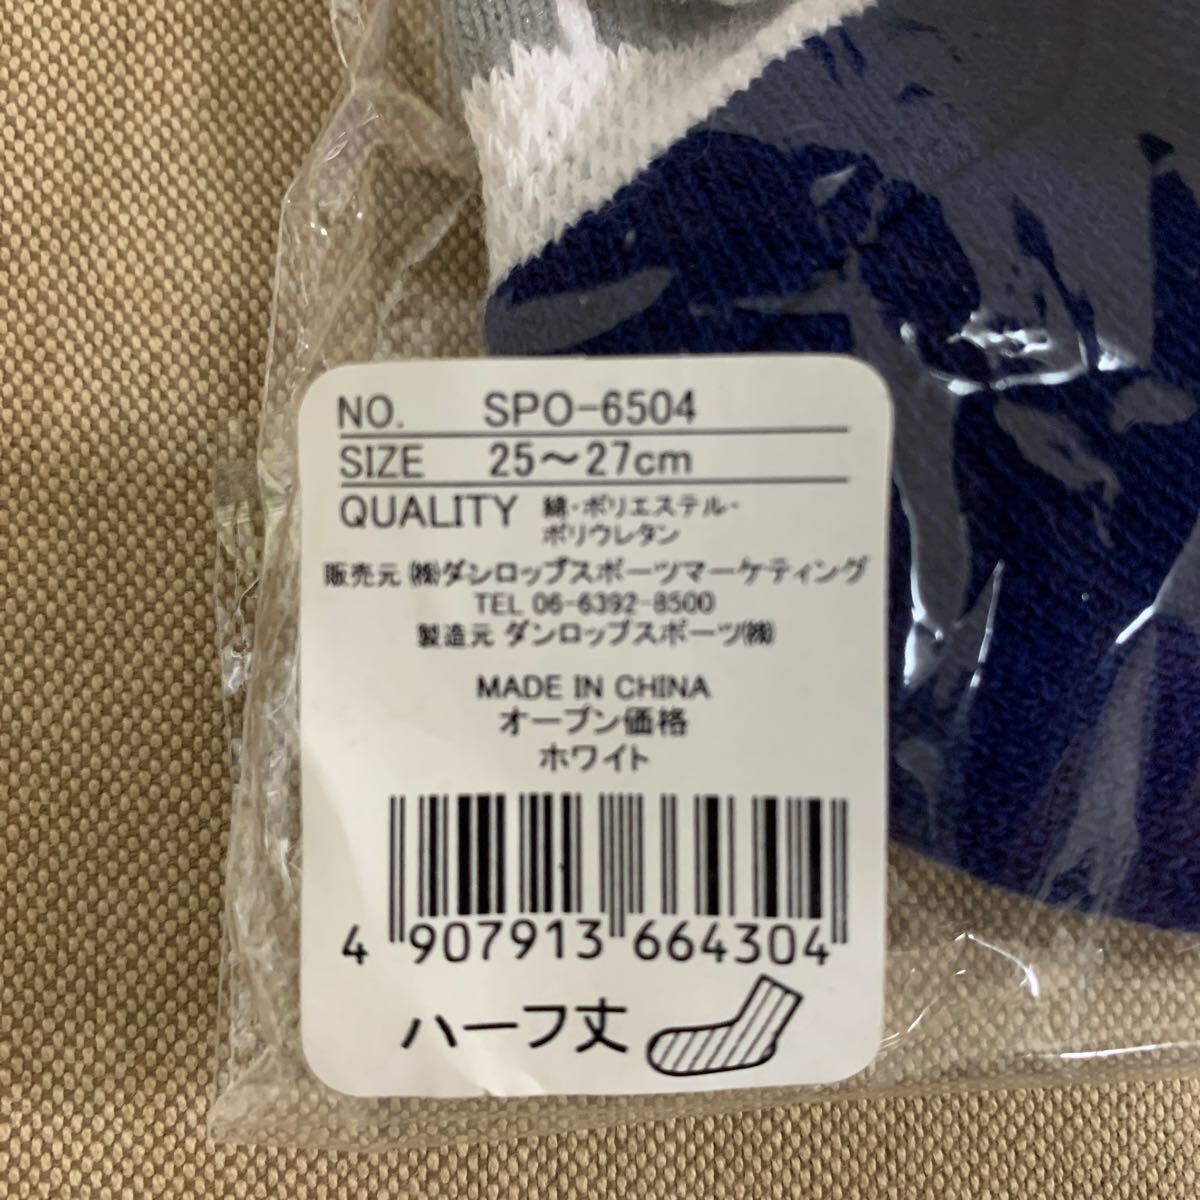 NO. SPO-6504
SIZE 25～27cm
QUALITY 綿・ポリエステル・
ポリウレタン
販売元 ㈱ダンロップスポーツマーケティング
TEL 06-6392-8500
製造元 ダンロップスポーツ㈱
MADE IN CHINA
オープン価格
ホワイト
4 907913 664304
ハーフ丈